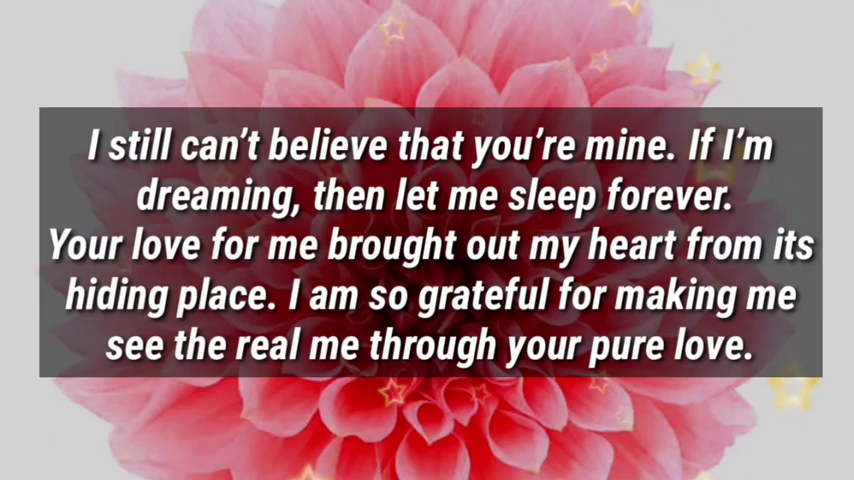 I still can’t believe that you’re mine. If I’m
dreaming, then let me sleep forever.
Your love for me brought out my heart from its
hiding place. I am so grateful for making me
see the real me through your pure love.